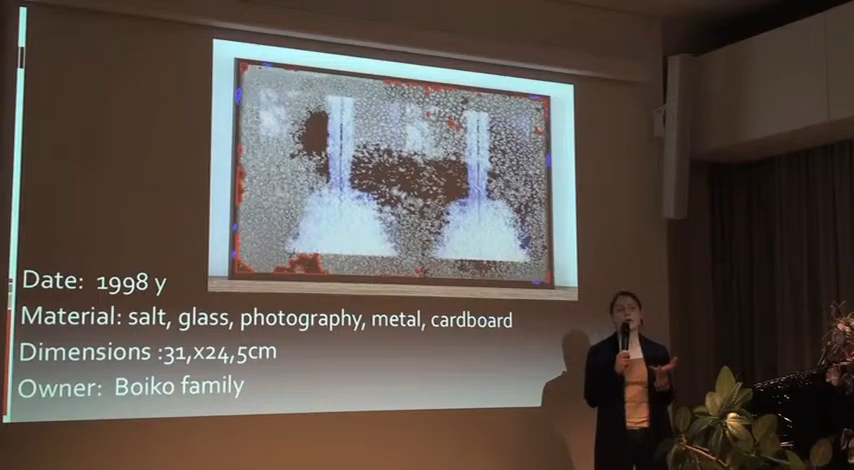 Date: 1998 y
Material: salt, glass, photography, metal, cardboard
Dimensions :31,x24,5cm
Owner: Boiko family